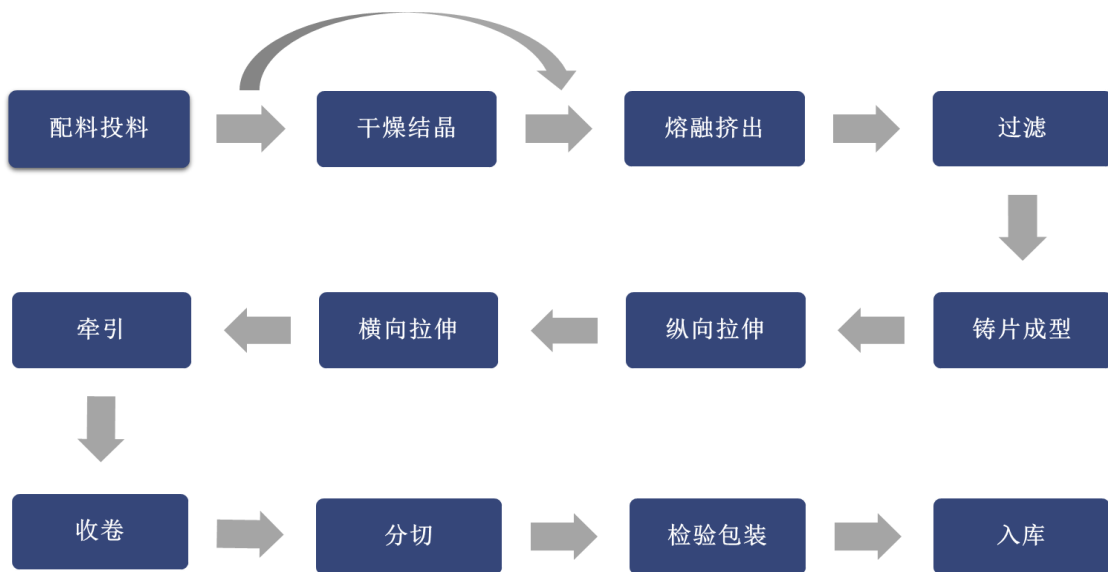 配料投料
干燥结晶
熔融挤出
过滤
铸片成型
纵向拉伸
横向拉伸
牵引
收卷
分切
检验包装
入库